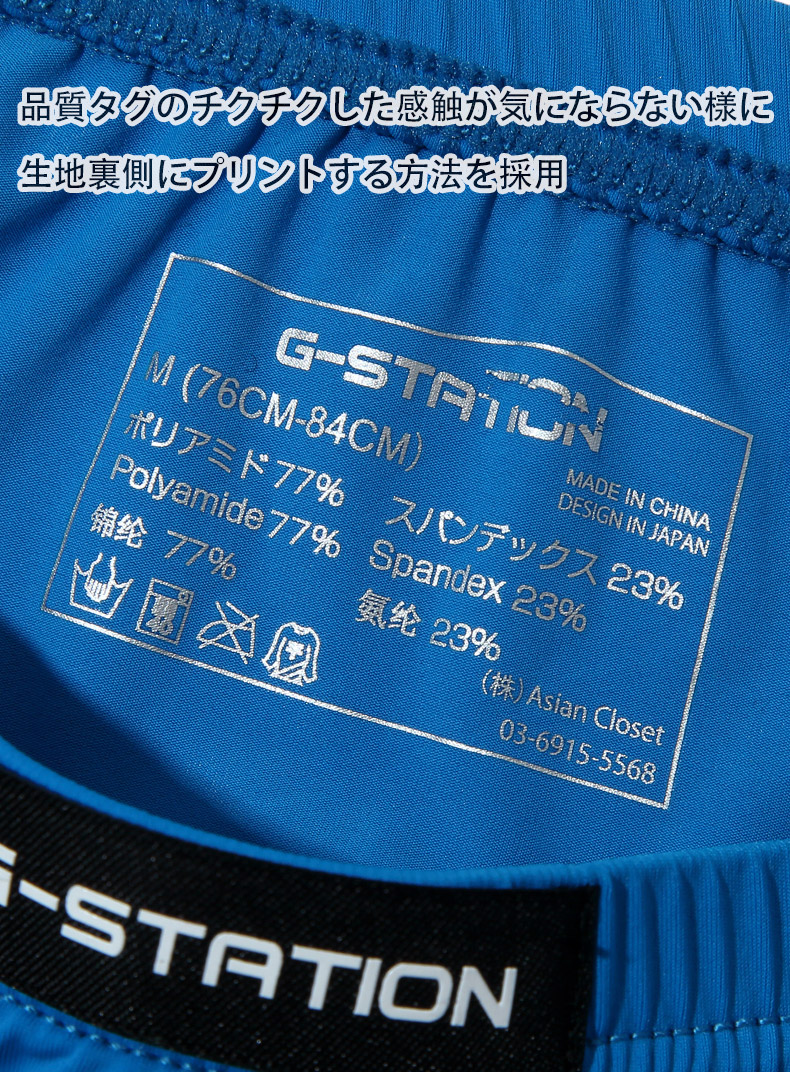 品質タグのチクチクした感触が気にならない様に
生地裏側にプリントする方法を採用
G-STATION
M (76CM-84CM)
MADE IN CHINA
DESIGN IN JAPAN
ポリアミド77%
スパンデックス 23%
Polyamide77%
Spandex 23%
锦纶 77%
氨纶 23%
(株)Asian Closet
03-6915-5568
G-STATION